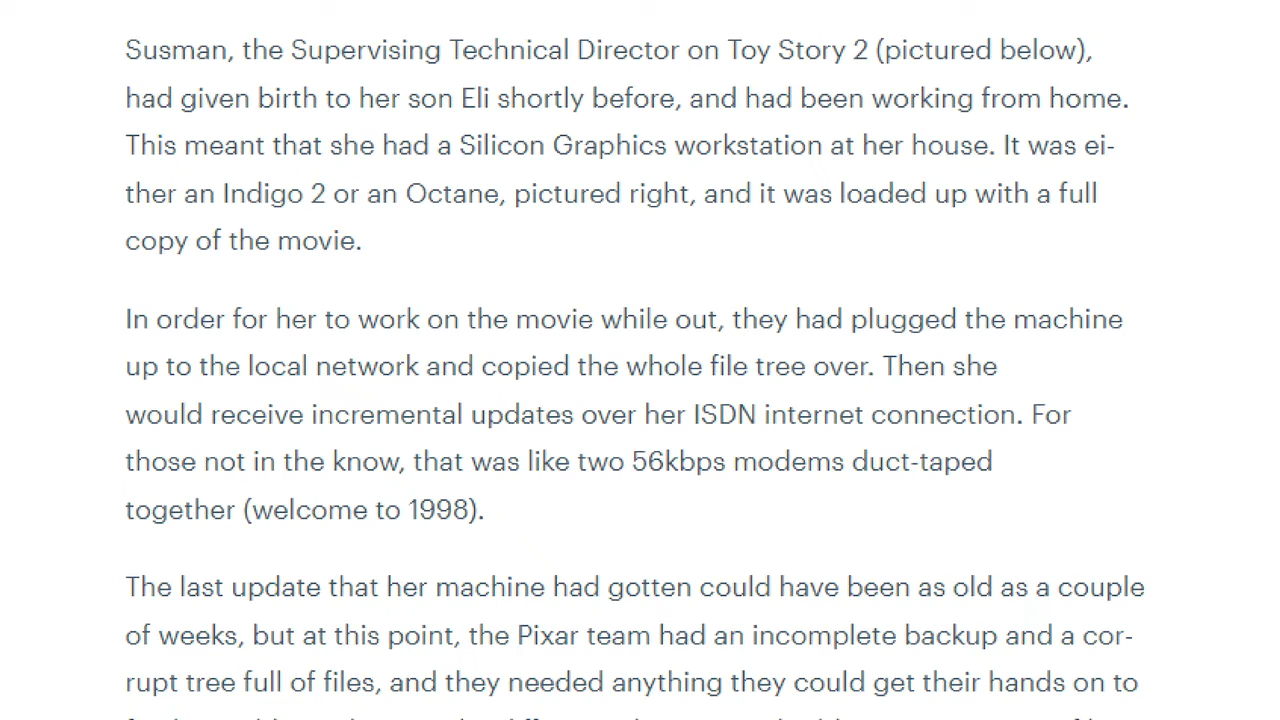 Susman, the Supervising Technical Director on Toy Story 2 (pictured below),
had given birth to her son Eli shortly before, and had been working from home.
This meant that she had a Silicon Graphics workstation at her house. It was ei-
ther an Indigo 2 or an Octane, pictured right, and it was loaded up with a full
copy of the movie.
In order for her to work on the movie while out, they had plugged the machine
up to the local network and copied the whole file tree over. Then she
would receive incremental updates over her ISDN internet connection. For
those not in the know, that was like two 56kbps modems duct-taped
together (welcome to 1998).
The last update that her machine had gotten could have been as old as a couple
of weeks, but at this point, the Pixar team had an incomplete backup and a cor-
rupt tree full of files, and they needed anything they could get their hands on to